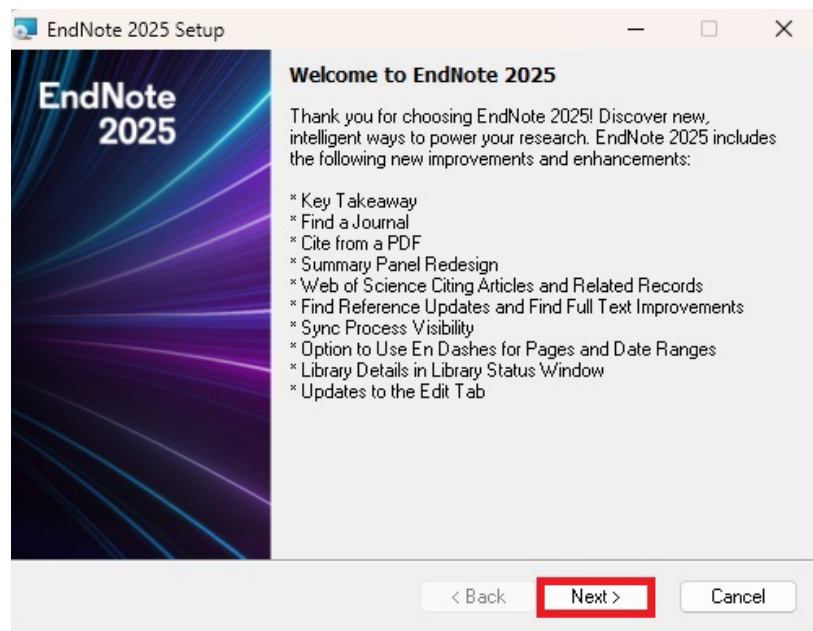 EndNote 2025 Setup
EndNote
2025
Welcome to EndNote 2025
Thank you for choosing EndNote 2025! Discover new,
intelligent ways to power your research. EndNote 2025 includes
the following new improvements and enhancements:
* Key Takeaway
* Find a Journal
* Cite from a PDF
* Summary Panel Redesign
* Web of Science Citing Articles and Related Records
* Find Reference Updates and Find Full Text Improvements
* Sync Process Visibility
* Option to Use En Dashes for Pages and Date Ranges
* Library Details in Library Status Window
* Updates to the Edit Tab
< Back
Next >
Cancel